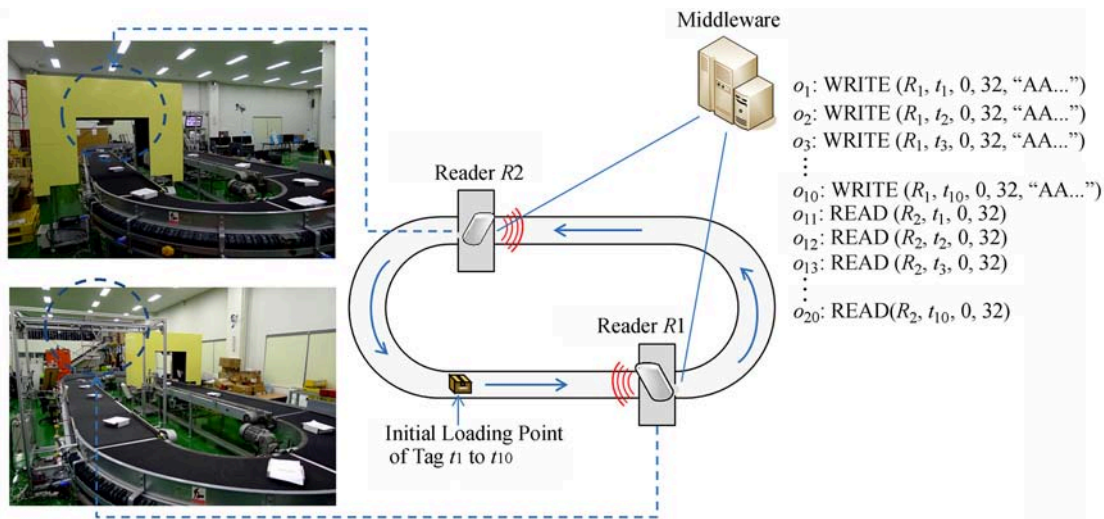 Middleware
o₁: WRITE (R₁, t₁, 0, 32, “AA...”)
o₂: WRITE (R₁, t₂, 0, 32, “AA...”)
o₃: WRITE (R₁, t₃, 0, 32, “AA...”)
⋮
o₁₀: WRITE (R₁, t₁₀, 0, 32, “AA...”)
o₁₁: READ (R₂, t₁, 0, 32)
o₁₂: READ (R₂, t₂, 0, 32)
o₁₃: READ (R₂, t₃, 0, 32)
⋮
o₂₀: READ(R₂, t₁₀, 0, 32)
Reader R2
Reader R1
Initial Loading Point
of Tag t1 to t10